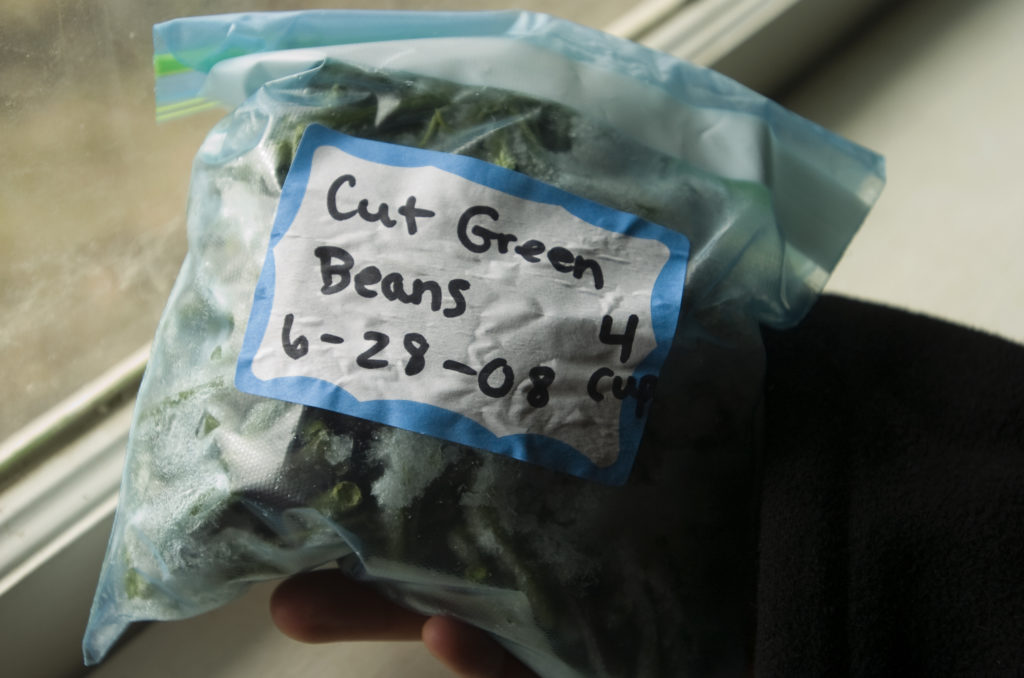 Cut Green
Beans 4
6-28-08 cup